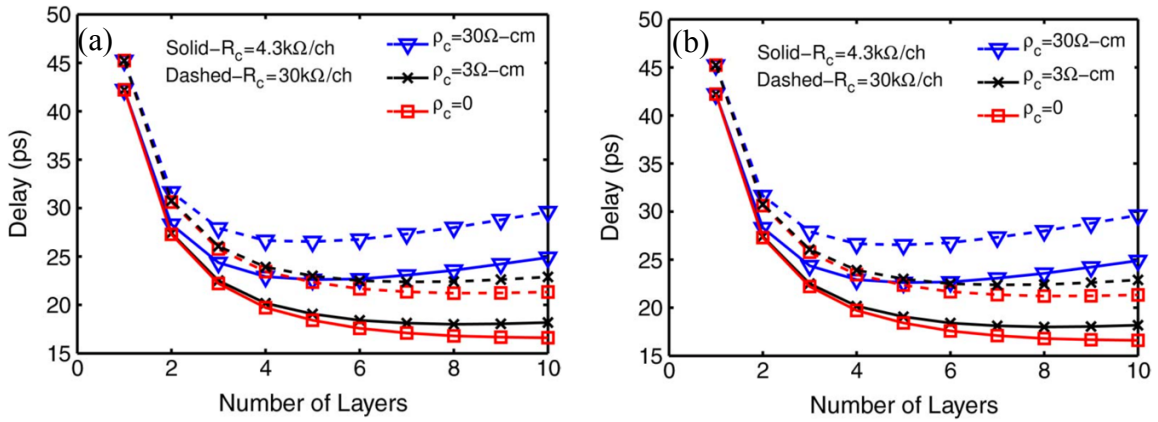 (a)
Solid–R_c=4.3kΩ/ch
Dashed–R_c=30kΩ/ch
ρ_c=30Ω–cm
ρ_c=3Ω–cm
ρ_c=0
50
45
40
35
30
25
20
15
0
2
4
6
8
10
Delay (ps)
Number of Layers
(b)
Solid–R_c=4.3kΩ/ch
Dashed–R_c=30kΩ/ch
ρ_c=30Ω–cm
ρ_c=3Ω–cm
ρ_c=0
50
45
40
35
30
25
20
15
0
2
4
6
8
10
Delay (ps)
Number of Layers